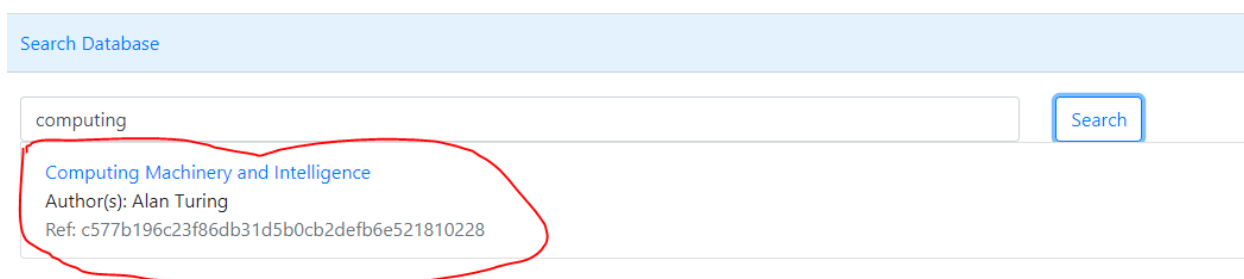 Search Database
computing
Search
Computing Machinery and Intelligence
Author(s): Alan Turing
Ref: c577b196c23f86db31d5b0cb2defb6e521810228